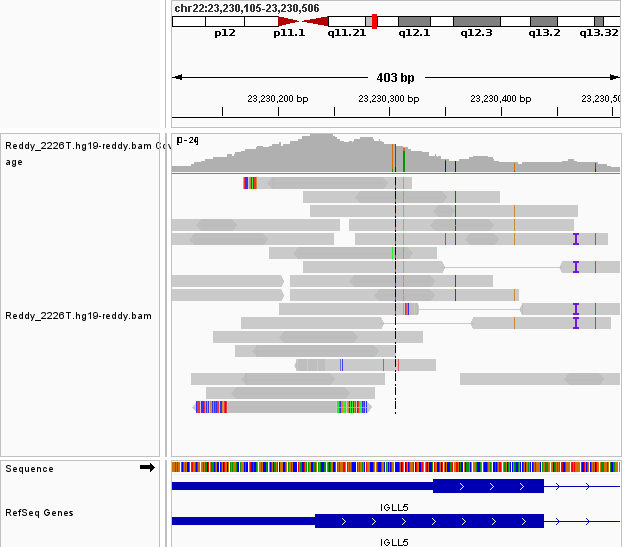 chr22:23,230,105-23,230,506
p12 p11.1 q11.21 q12.1 q12.3 q13.2 q13.32
403 bp
23,230,200 bp 23,230,300 bp 23,230,400 bp 23,230,50
Reddy_2226T.hg19-reddy.bam Cov
age
[0-24]
Reddy_2226T.hg19-reddy.bam
Sequence
IGLL5
RefSeq Genes
IGLL5